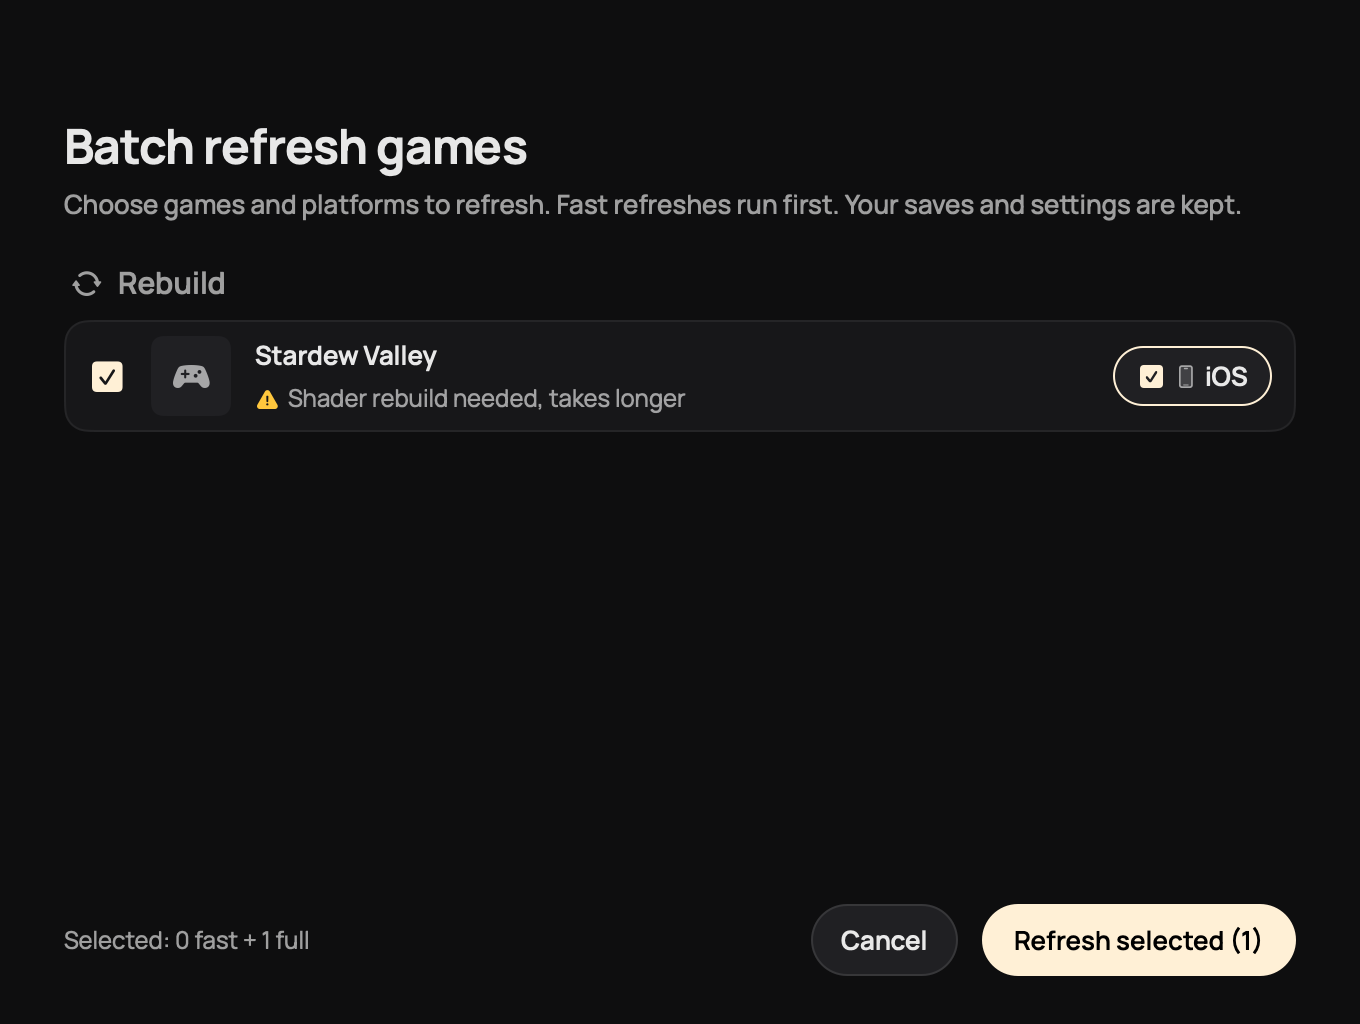 Batch refresh games
Choose games and platforms to refresh. Fast refreshes run first. Your saves and settings are kept.
Rebuild
Stardew Valley
Shader rebuild needed, takes longer
iOS
Selected: 0 fast + 1 full
Cancel
Refresh selected (1)